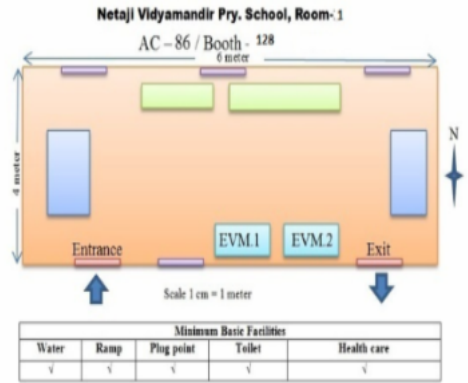 Netaji Vidyamandir Pry. School, Room-1
AC – 86 / Booth - 128
6 meter
4 meter
N
EVM.1 EVM.2
Entrance Exit
Scale 1 cm = 1 meter
Minimum Basic Facilities
Water Ramp Plug point Toilet Health care
√ √ √ √ √